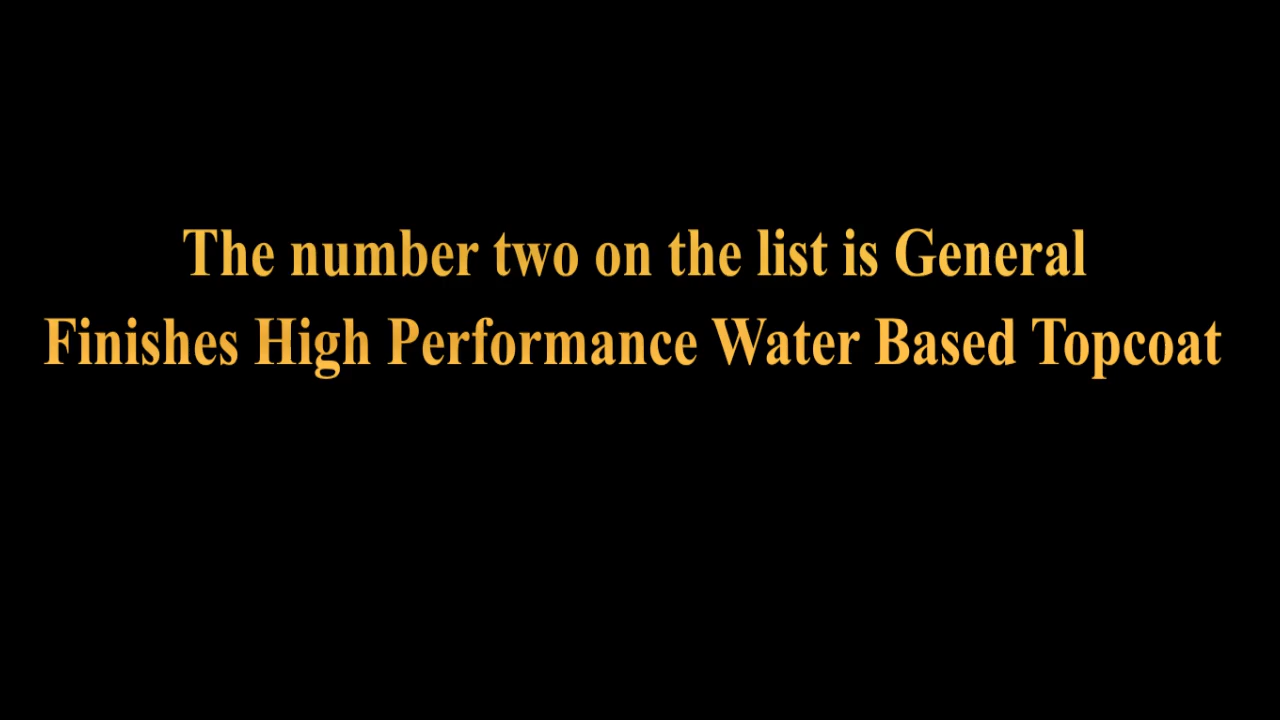 The number two on the list is General
Finishes High Performance Water Based Topcoat